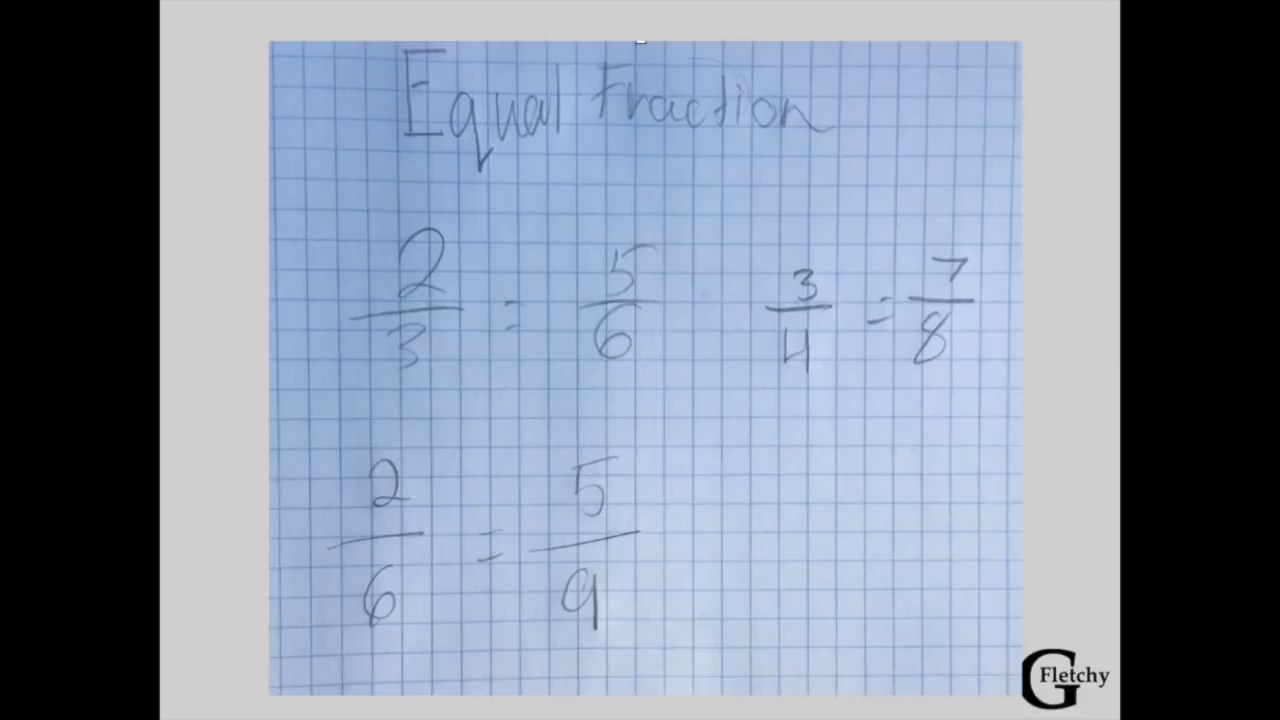 Equal Fraction
2/3 = 5/6 3/4 = 7/8
2/6 = 5/9
G Fletchy